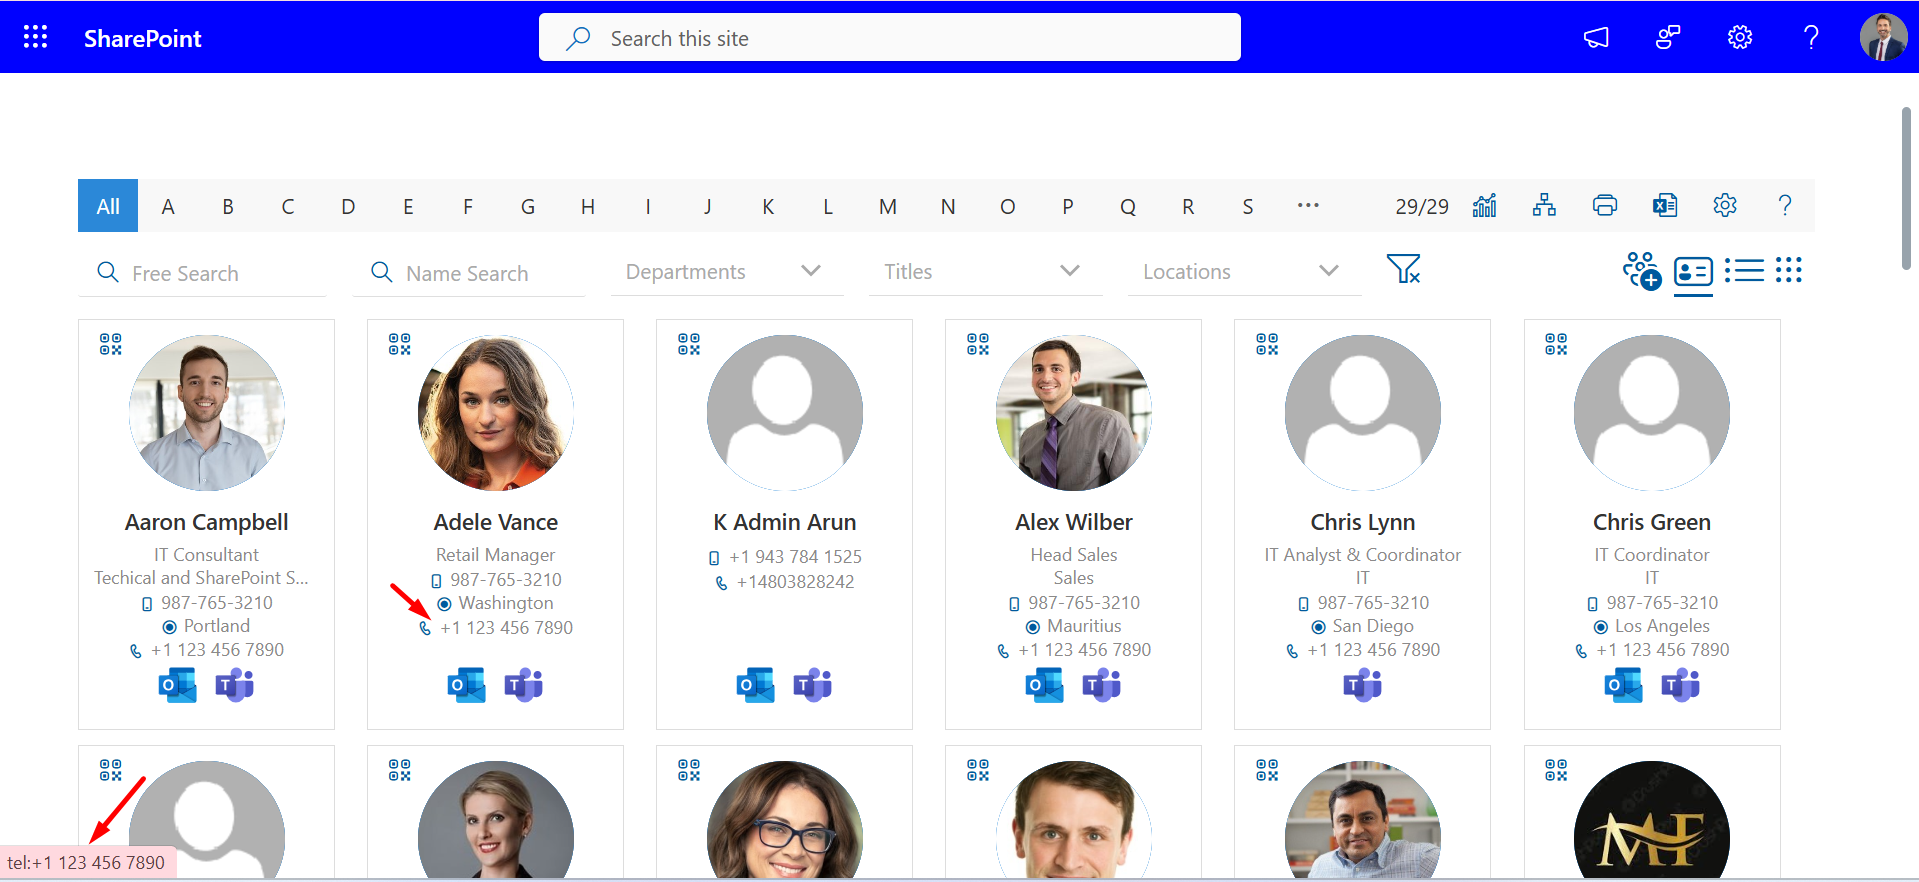 SharePoint
Search this site
All A B C D E F G H I J K L M N O P Q R S ··· 29/29 ?
Free Search
Name Search
Departments
Titles
Locations
Aaron Campbell
IT Consultant
Techical and SharePoint S...
987-765-3210
Portland
+1 123 456 7890
Adele Vance
Retail Manager
987-765-3210
Washington
+1 123 456 7890
K Admin Arun
+1 943 784 1525
+14803828242
Alex Wilber
Head Sales
Sales
987-765-3210
Mauritius
+1 123 456 7890
Chris Lynn
IT Analyst & Coordinator
IT
987-765-3210
San Diego
+1 123 456 7890
Chris Green
IT Coordinator
IT
987-765-3210
Los Angeles
+1 123 456 7890
MF
tel:+1 123 456 7890